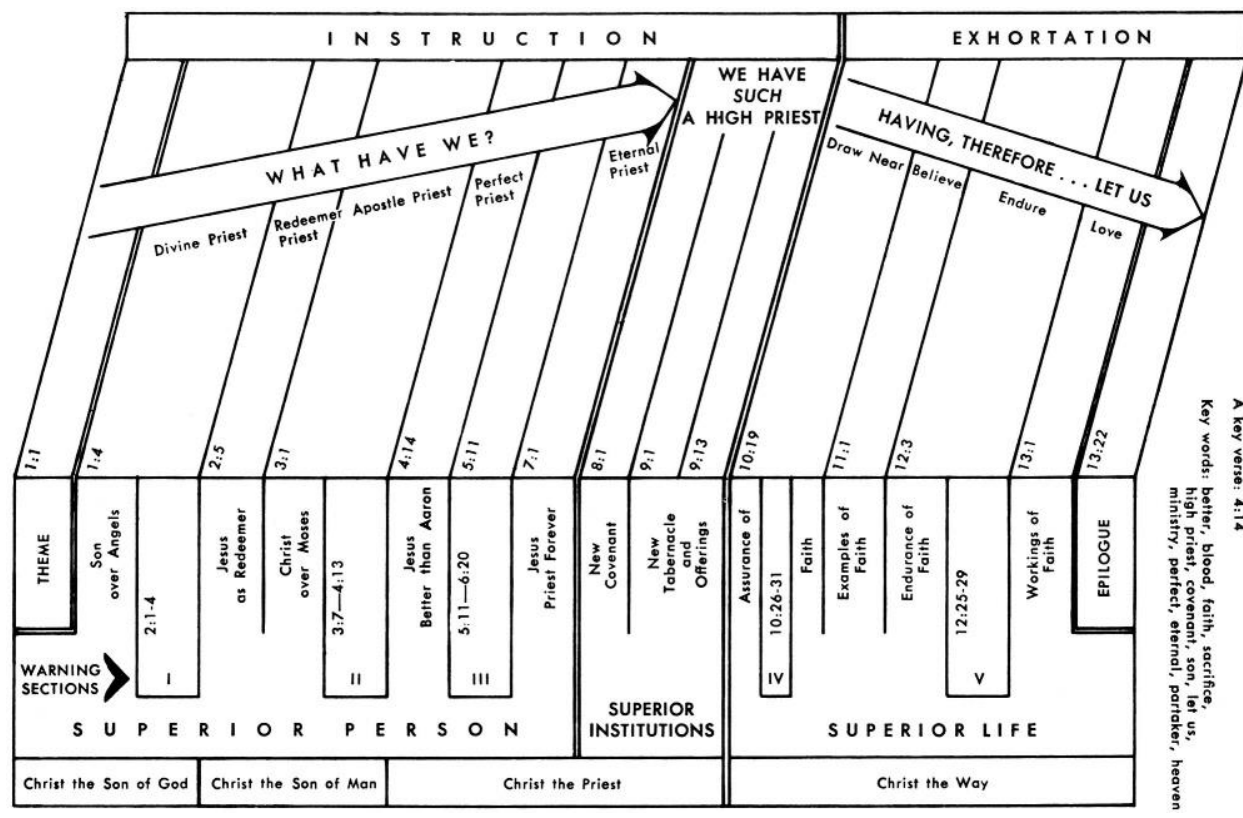 INSTRUCTION
EXHORTATION
WE HAVE
SUCH
A HIGH PRIEST
WHAT HAVE WE?
HAVING, THEREFORE . . . LET US
Divine Priest
Redeemer
Priest
Apostle Priest
Perfect
Priest
Eternal
Priest
Draw Near
Believe
Endure
Love
1:1
1:4
2:5
3:1
4:14
5:11
7:1
8:1
9:1
9:13
10:19
11:1
12:3
13:1
13:22
THEME
Son
over Angels
2:1-4
Jesus
as Redeemer
Christ
over Moses
3:7—4:13
Jesus
Better than Aaron
5:11—6:20
Jesus
Priest Forever
New
Covenant
New
Tabernacle
and
Offerings
Assurance of
10:26-31
Faith
Examples of
Faith
Endurance of
Faith
12:25-29
Workings of
Faith
EPILOGUE
WARNING
SECTIONS
I
II
III
IV
V
SUPERIOR PERSON
SUPERIOR
INSTITUTIONS
SUPERIOR LIFE
Christ the Son of God
Christ the Son of Man
Christ the Priest
Christ the Way
A key verse: 4:14
Key words: better, blood, faith, sacrifice,
high priest, covenant, son, let us,
ministry, perfect, eternal, partaker, heaven